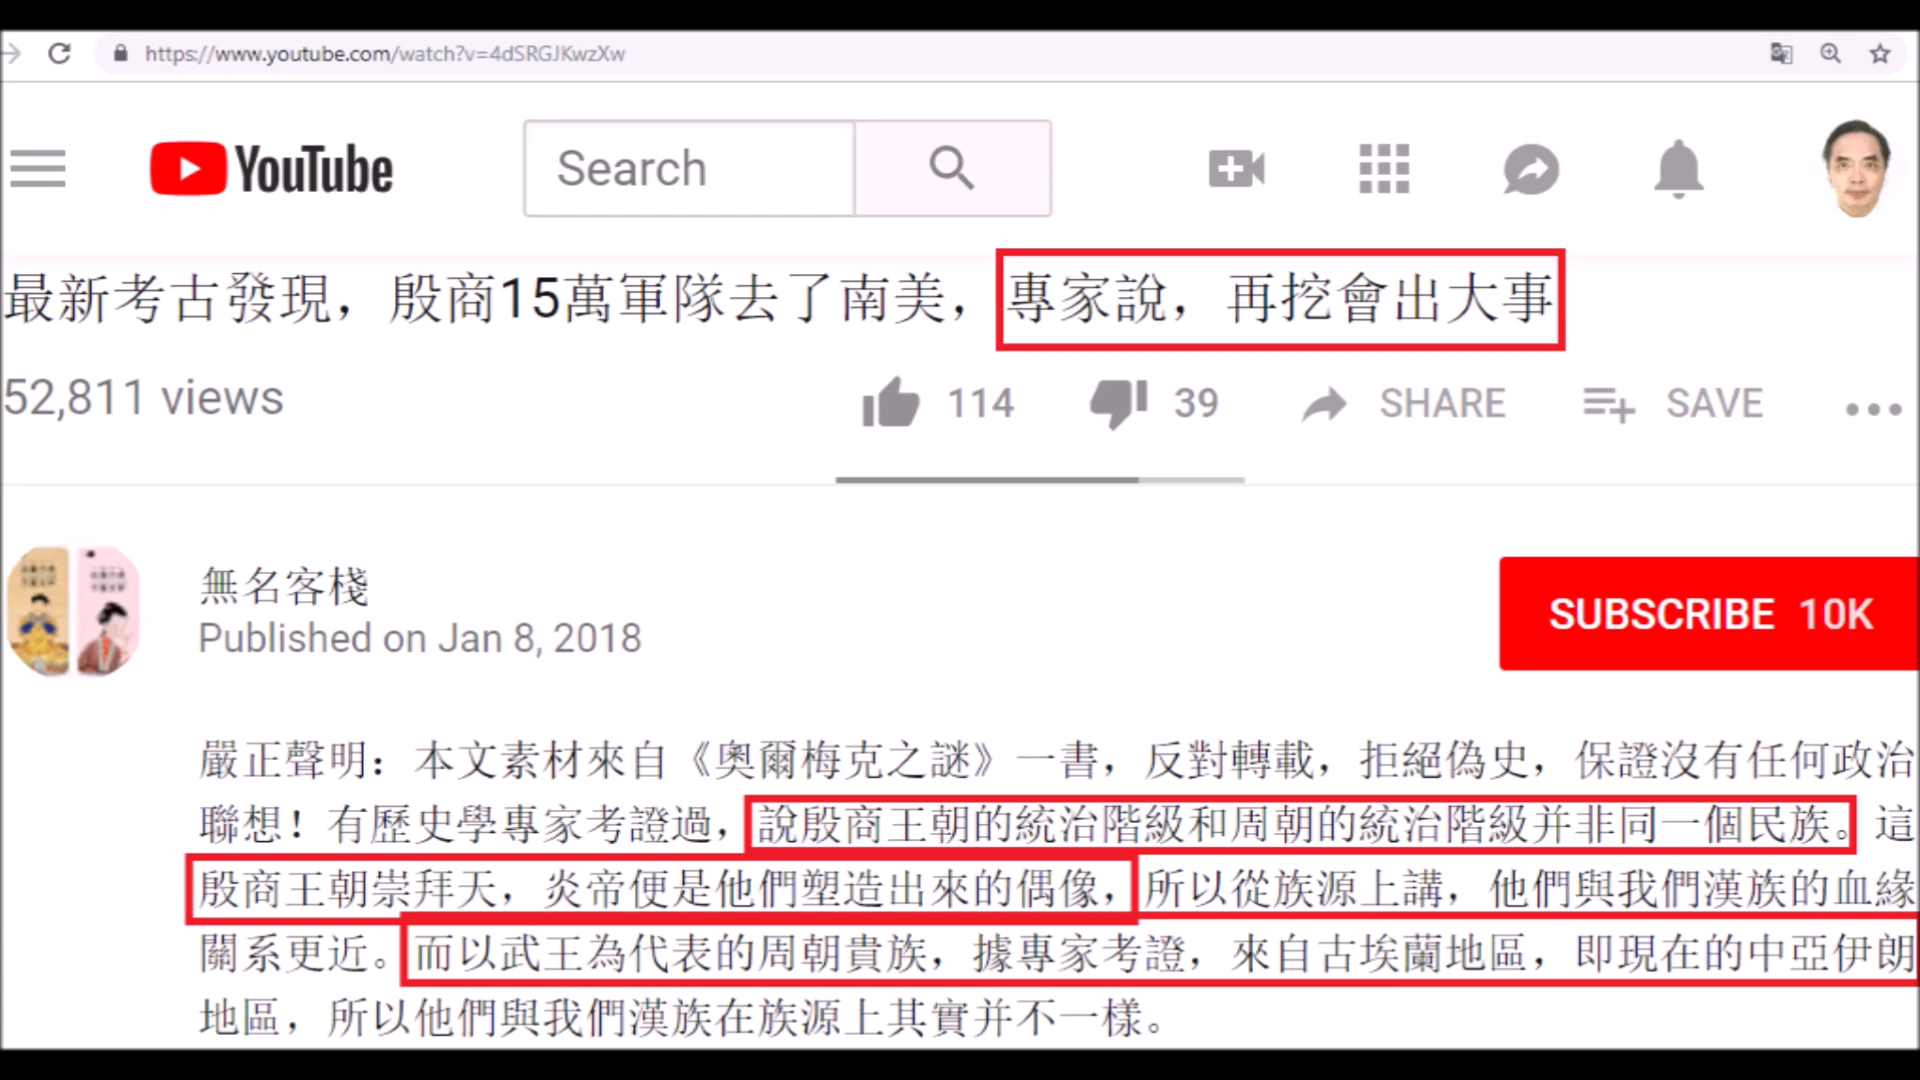 https://www.youtube.com/watch?v=4dSRGJKwzXw
YouTube
Search
最新考古發現，殷商15萬軍隊去了南美，專家說，再挖會出大事
52,811 views
114
39
SHARE
SAVE
無名客棧
Published on Jan 8, 2018
SUBSCRIBE 10K
嚴正聲明：本文素材來自《奧爾梅克之謎》一書，反對轉載，拒絕偽史，保證沒有任何政治
聯想！有歷史學專家考證過，說殷商王朝的統治階級和周朝的統治階級并非同一個民族。這
殷商王朝崇拜天，炎帝便是他們塑造出來的偶像，所以從族源上講，他們與我們漢族的血緣
關系更近。而以武王為代表的周朝貴族，據專家考證，來自古埃蘭地區，即現在的中亞伊朗
地區，所以他們與我們漢族在族源上其實并不一樣。